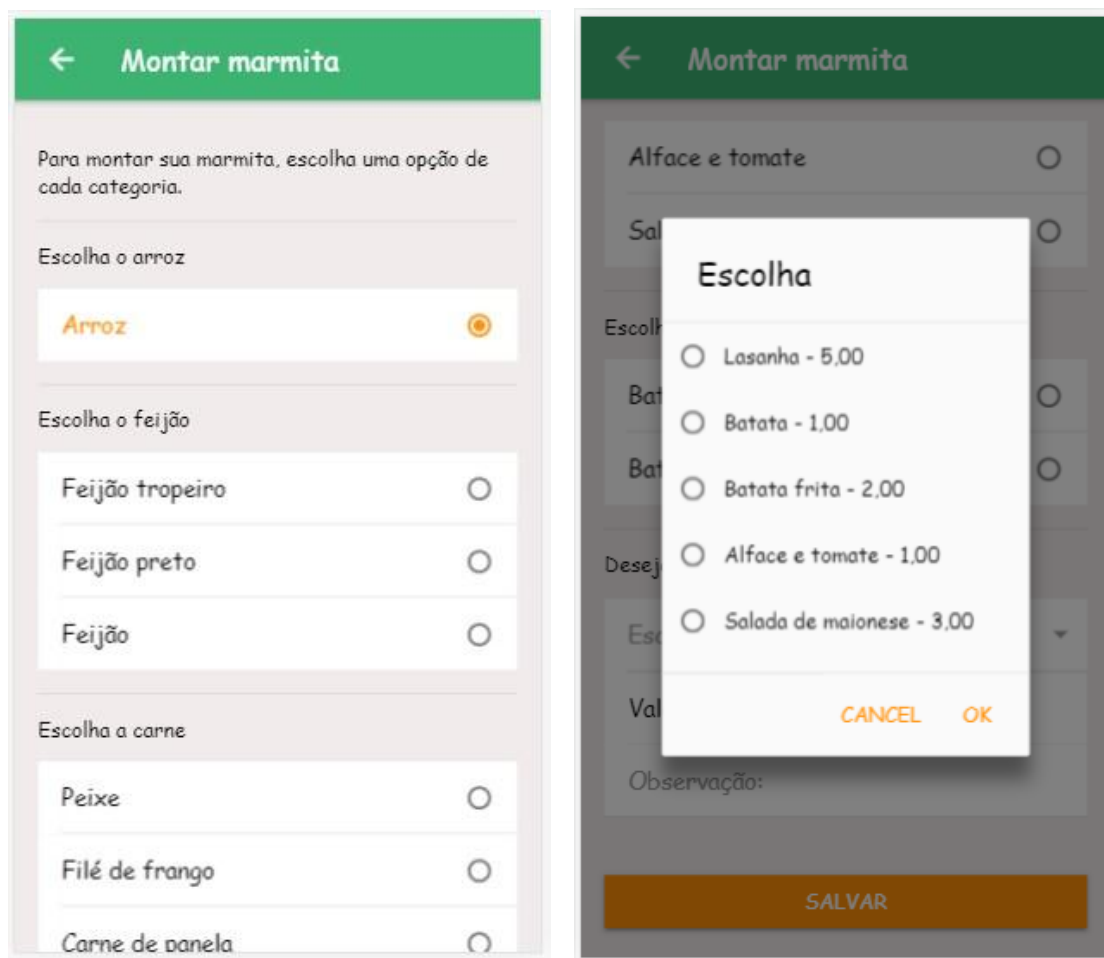 Montar marmita
Para montar sua marmita, escolha uma opção de
cada categoria.
Escolha o arroz
Arroz
Escolha o feijão
Feijão tropeiro
Feijão preto
Feijão
Escolha a carne
Peixe
Filé de frango
Carne de panela
Montar marmita
Alface e tomate
Escolha
Lasanha - 5,00
Batata - 1,00
Batata frita - 2,00
Alface e tomate - 1,00
Salada de maionese - 3,00
CANCEL OK
Observação:
SALVAR